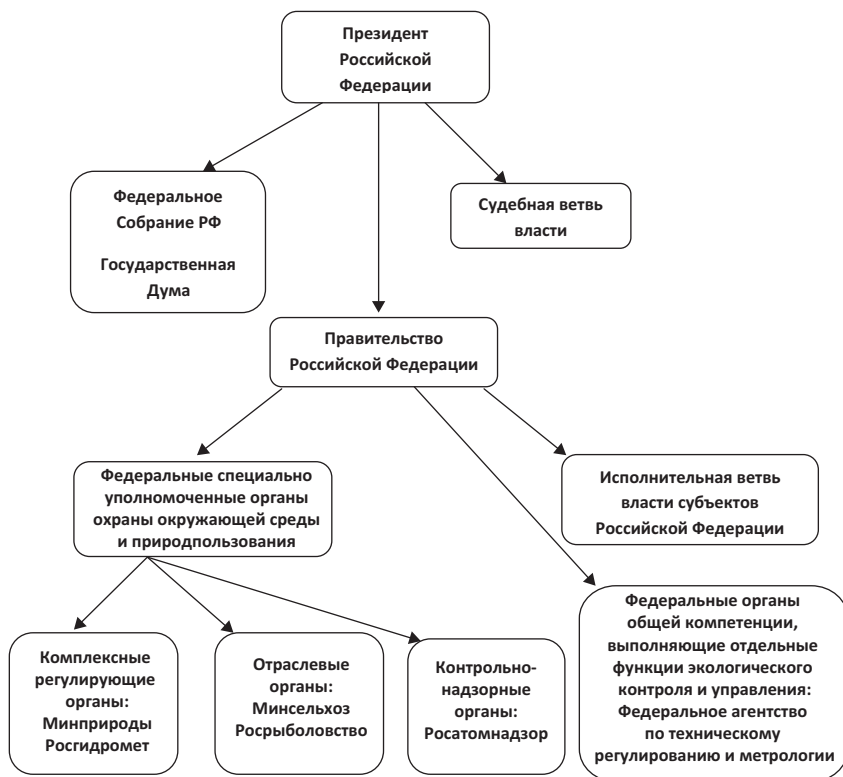 Президент
Российской
Федерации
Федеральное
Собрание РФ
Государственная
Дума
Судебная ветвь
власти
Правительство
Российской Федерации
Федеральные специально
уполномоченные органы
охраны окружающей среды
и природпользования
Исполнительная ветвь
власти субъектов
Российской Федерации
Комплексные
регулирующие
органы:
Минприроды
Росгидромет
Отраслевые
органы:
Минсельхоз
Росрыболовство
Контрольно-
надзорные
органы:
Росатомнадзор
Федеральные органы
общей компетенции,
выполняющие отдельные
функции экологического
контроля и управления:
Федеральное агентство
по техническому
регулированию и метрологии